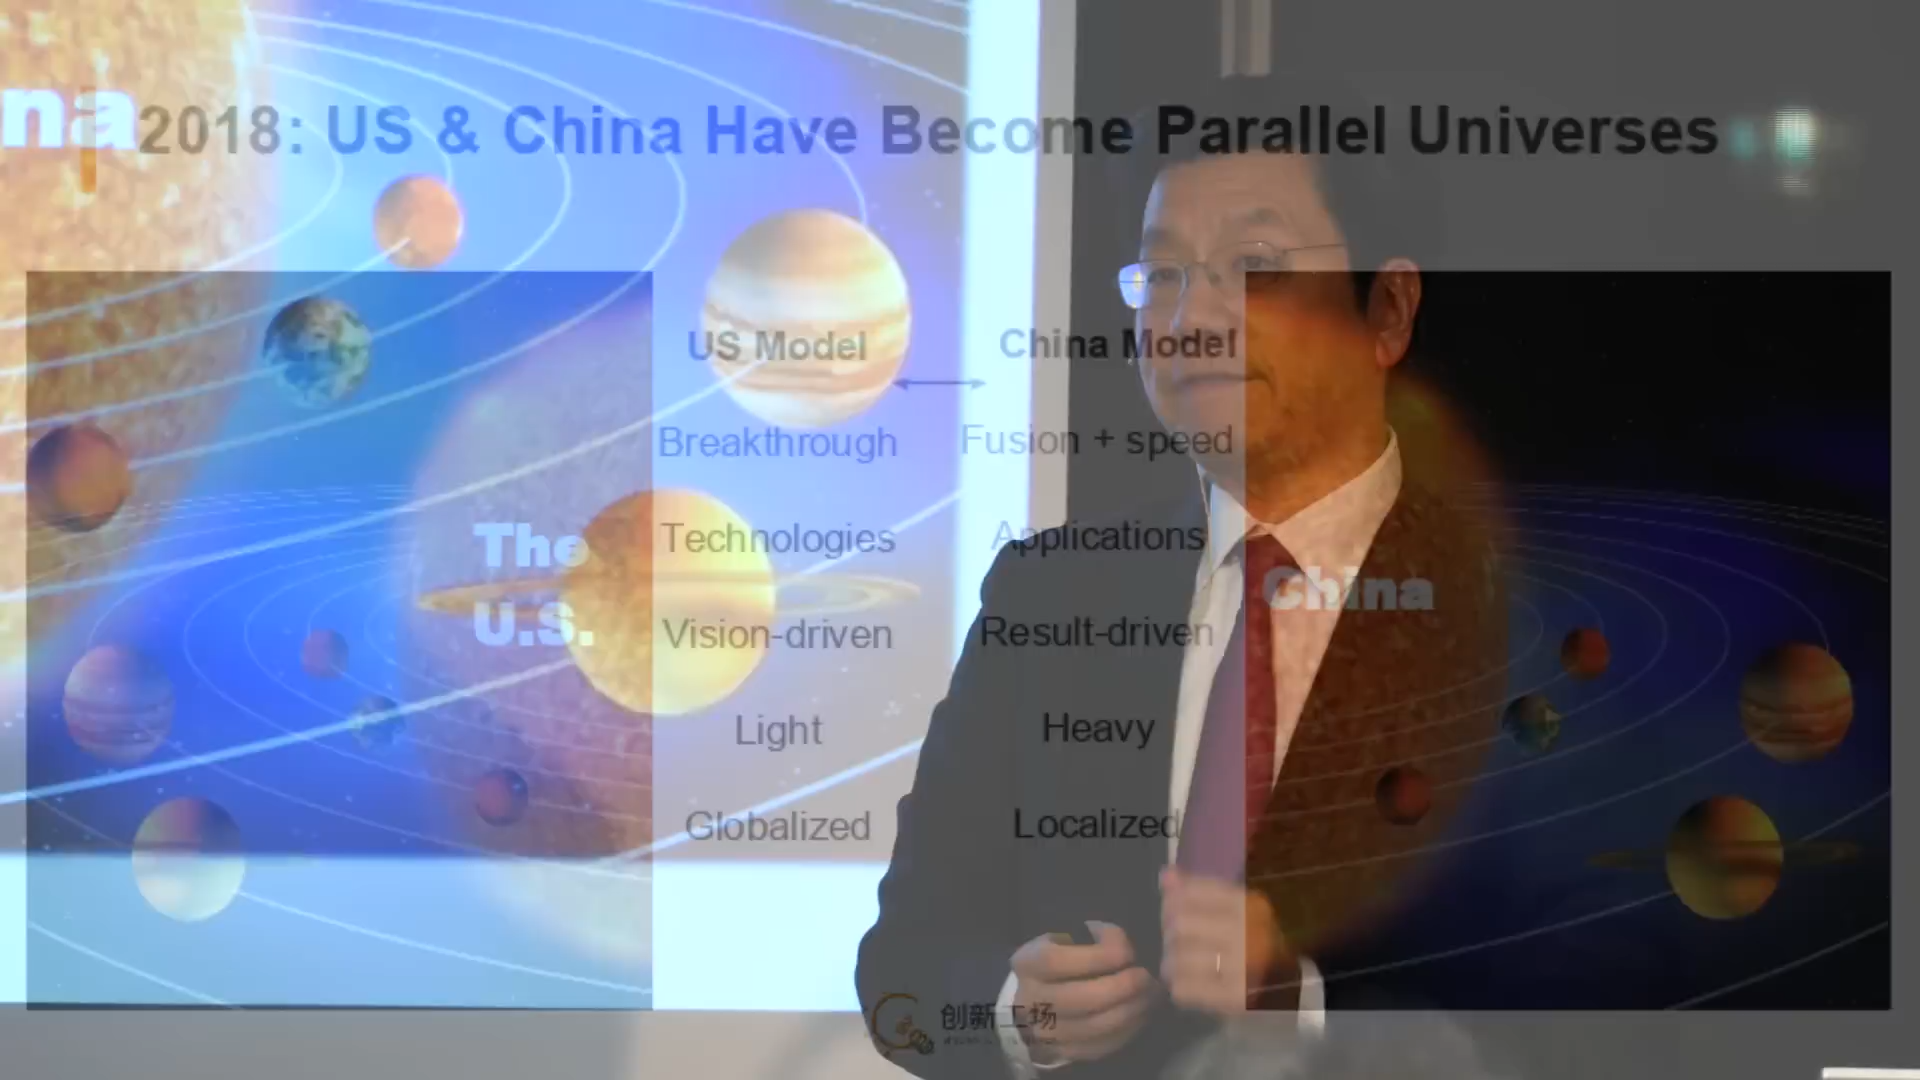 na
2018: US & China Have Become Parallel Universes
US Model
China Model
Breakthrough
Fusion + speed
The
U.S.
Technologies
Applications
China
Vision-driven
Result-driven
Light
Heavy
Globalized
Localized
创新工场